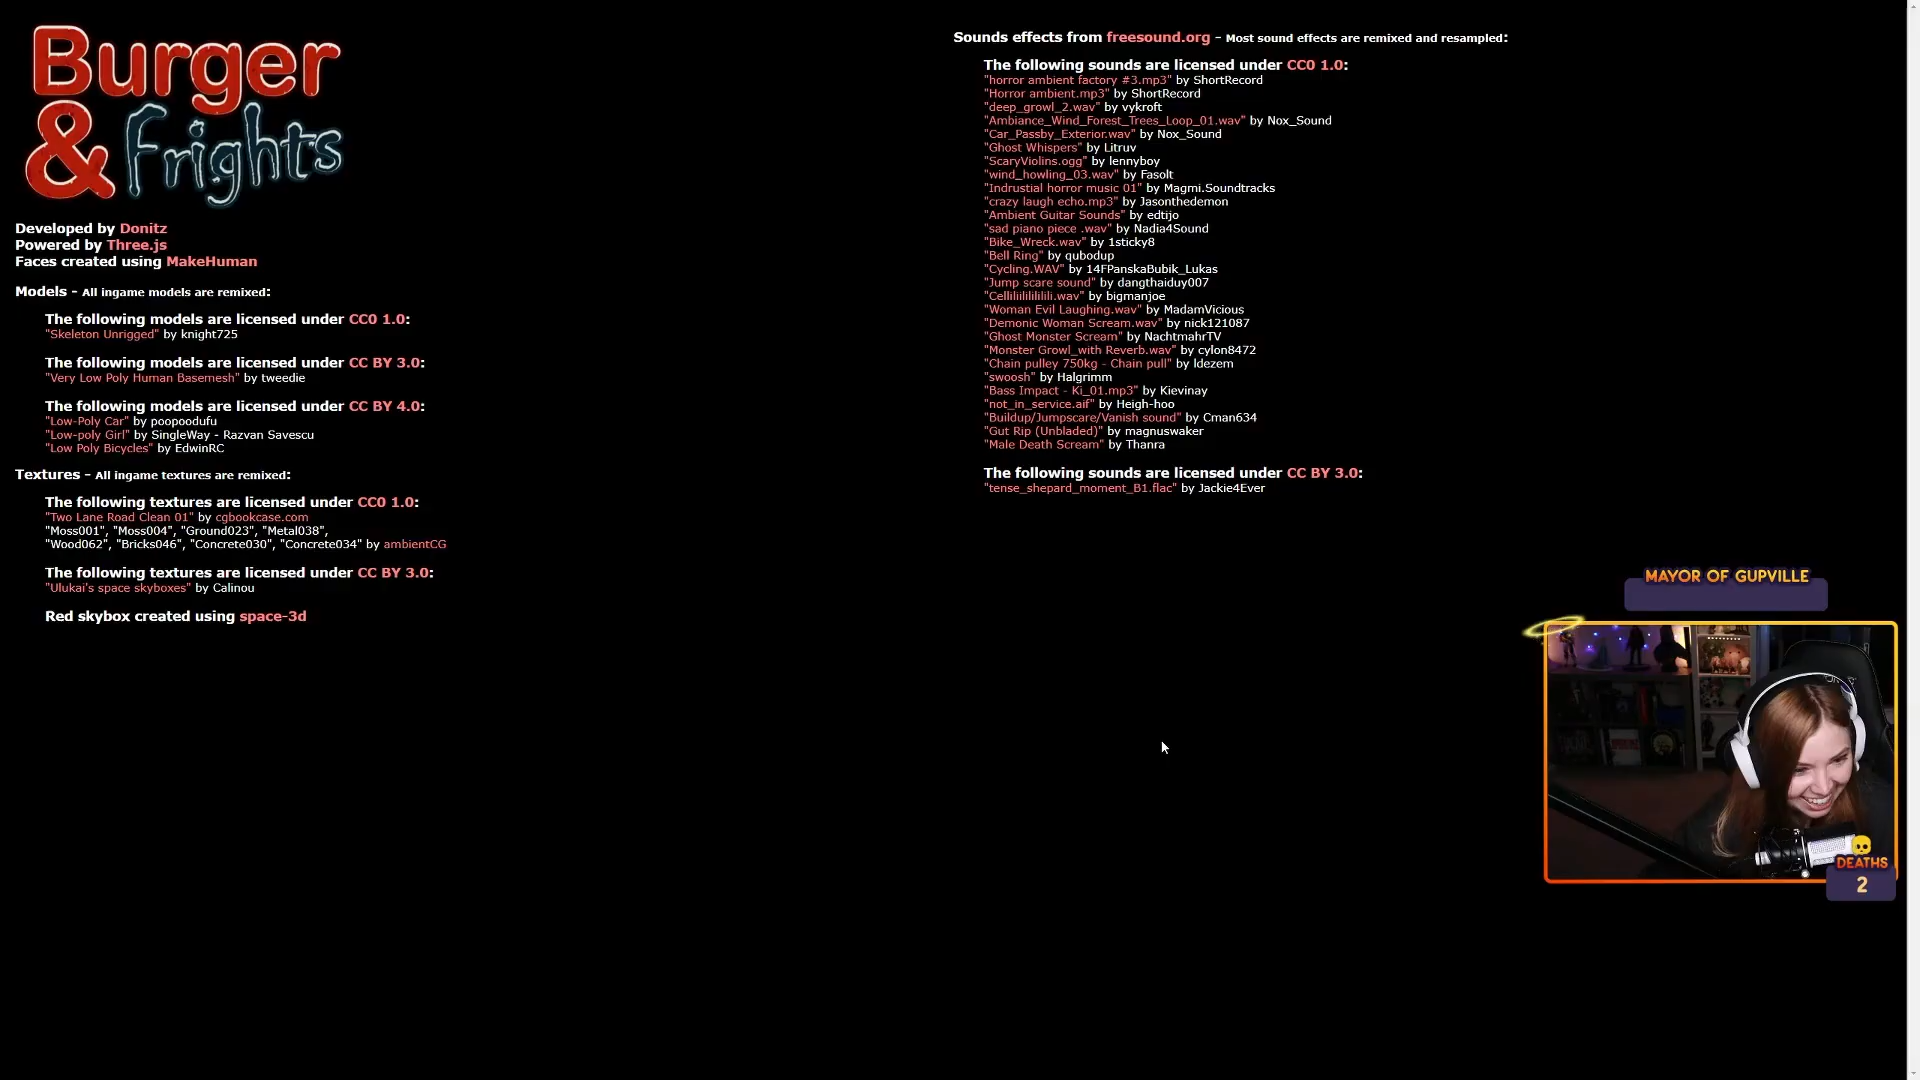 Burger
& Frights
Developed by Donitz
Powered by Three.js
Faces created using MakeHuman
Models - All ingame models are remixed:
The following models are licensed under CC0 1.0:
"Skeleton Unrigged" by knight725
The following models are licensed under CC BY 3.0:
"Very Low Poly Human Basemesh" by tweedie
The following models are licensed under CC BY 4.0:
"Low-Poly Car" by poopoodufu
"Low-poly Girl" by SingleWay - Razvan Savescu
"Low Poly Bicycles" by EdwinRC
Textures - All ingame textures are remixed:
The following textures are licensed under CC0 1.0:
"Two Lane Road Clean 01" by cgbookcase.com
"Moss001", "Moss004", "Ground023", "Metal038",
"Wood062", "Bricks046", "Concrete030", "Concrete034" by ambientCG
The following textures are licensed under CC BY 3.0:
"Ulukai's space skyboxes" by Calinou
Red skybox created using space-3d
Sounds effects from freesound.org - Most sound effects are remixed and resampled:
The following sounds are licensed under CC0 1.0:
"horror ambient factory #3.mp3" by ShortRecord
"Horror ambient.mp3" by ShortRecord
"deep_growl_2.wav" by vykroft
"Ambiance_Wind_Forest_Trees_Loop_01.wav" by Nox_Sound
"Car_Passby_Exterior.wav" by Nox_Sound
"Ghost Whispers" by Litruv
"ScaryViolins.ogg" by lennyboy
"wind_howling_03.wav" by Fasolt
"Indrustial horror music 01" by Magmi.Soundtracks
"crazy laugh echo.mp3" by Jasonthedemon
"Ambient Guitar Sounds" by edtijo
"sad piano piece .wav" by Nadia4Sound
"Bike_Wreck.wav" by 1sticky8
"Bell Ring" by qubodup
"Cycling.WAV" by 14FPanskaBubik_Lukas
"Jump scare sound" by dangthaiduy007
"Celliiliililili.wav" by bigmanjoe
"Woman Evil Laughing.wav" by MadamVicious
"Demonic Woman Scream.wav" by nick121087
"Ghost Monster Scream" by NachtmahrTV
"Monster Growl_with Reverb.wav" by cylon8472
"Chain pulley 750kg - Chain pull" by ldezem
"swoosh" by Halgrimm
"Bass Impact - Ki_01.mp3" by Kievinay
"not_in_service.aif" by Heigh-hoo
"Buildup/Jumpscare/Vanish sound" by Cman634
"Gut Rip (Unbladed)" by magnuswaker
"Male Death Scream" by Thanra
The following sounds are licensed under CC BY 3.0:
"tense_shepard_moment_B1.flac" by Jackie4Ever
MAYOR OF GUPVILLE
DEATHS
2